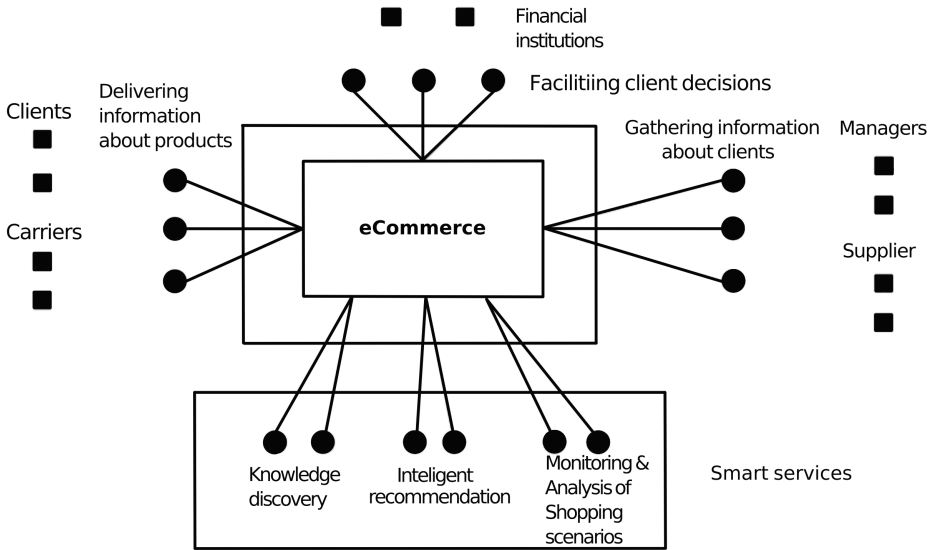 Financial
institutions
Facilitiing client decisions
Delivering
information
about products
Clients
Carriers
Gathering information
about clients
Managers
Supplier
eCommerce
Knowledge
discovery
Inteligent
recommendation
Monitoring &
Analysis of
Shopping
scenarios
Smart services